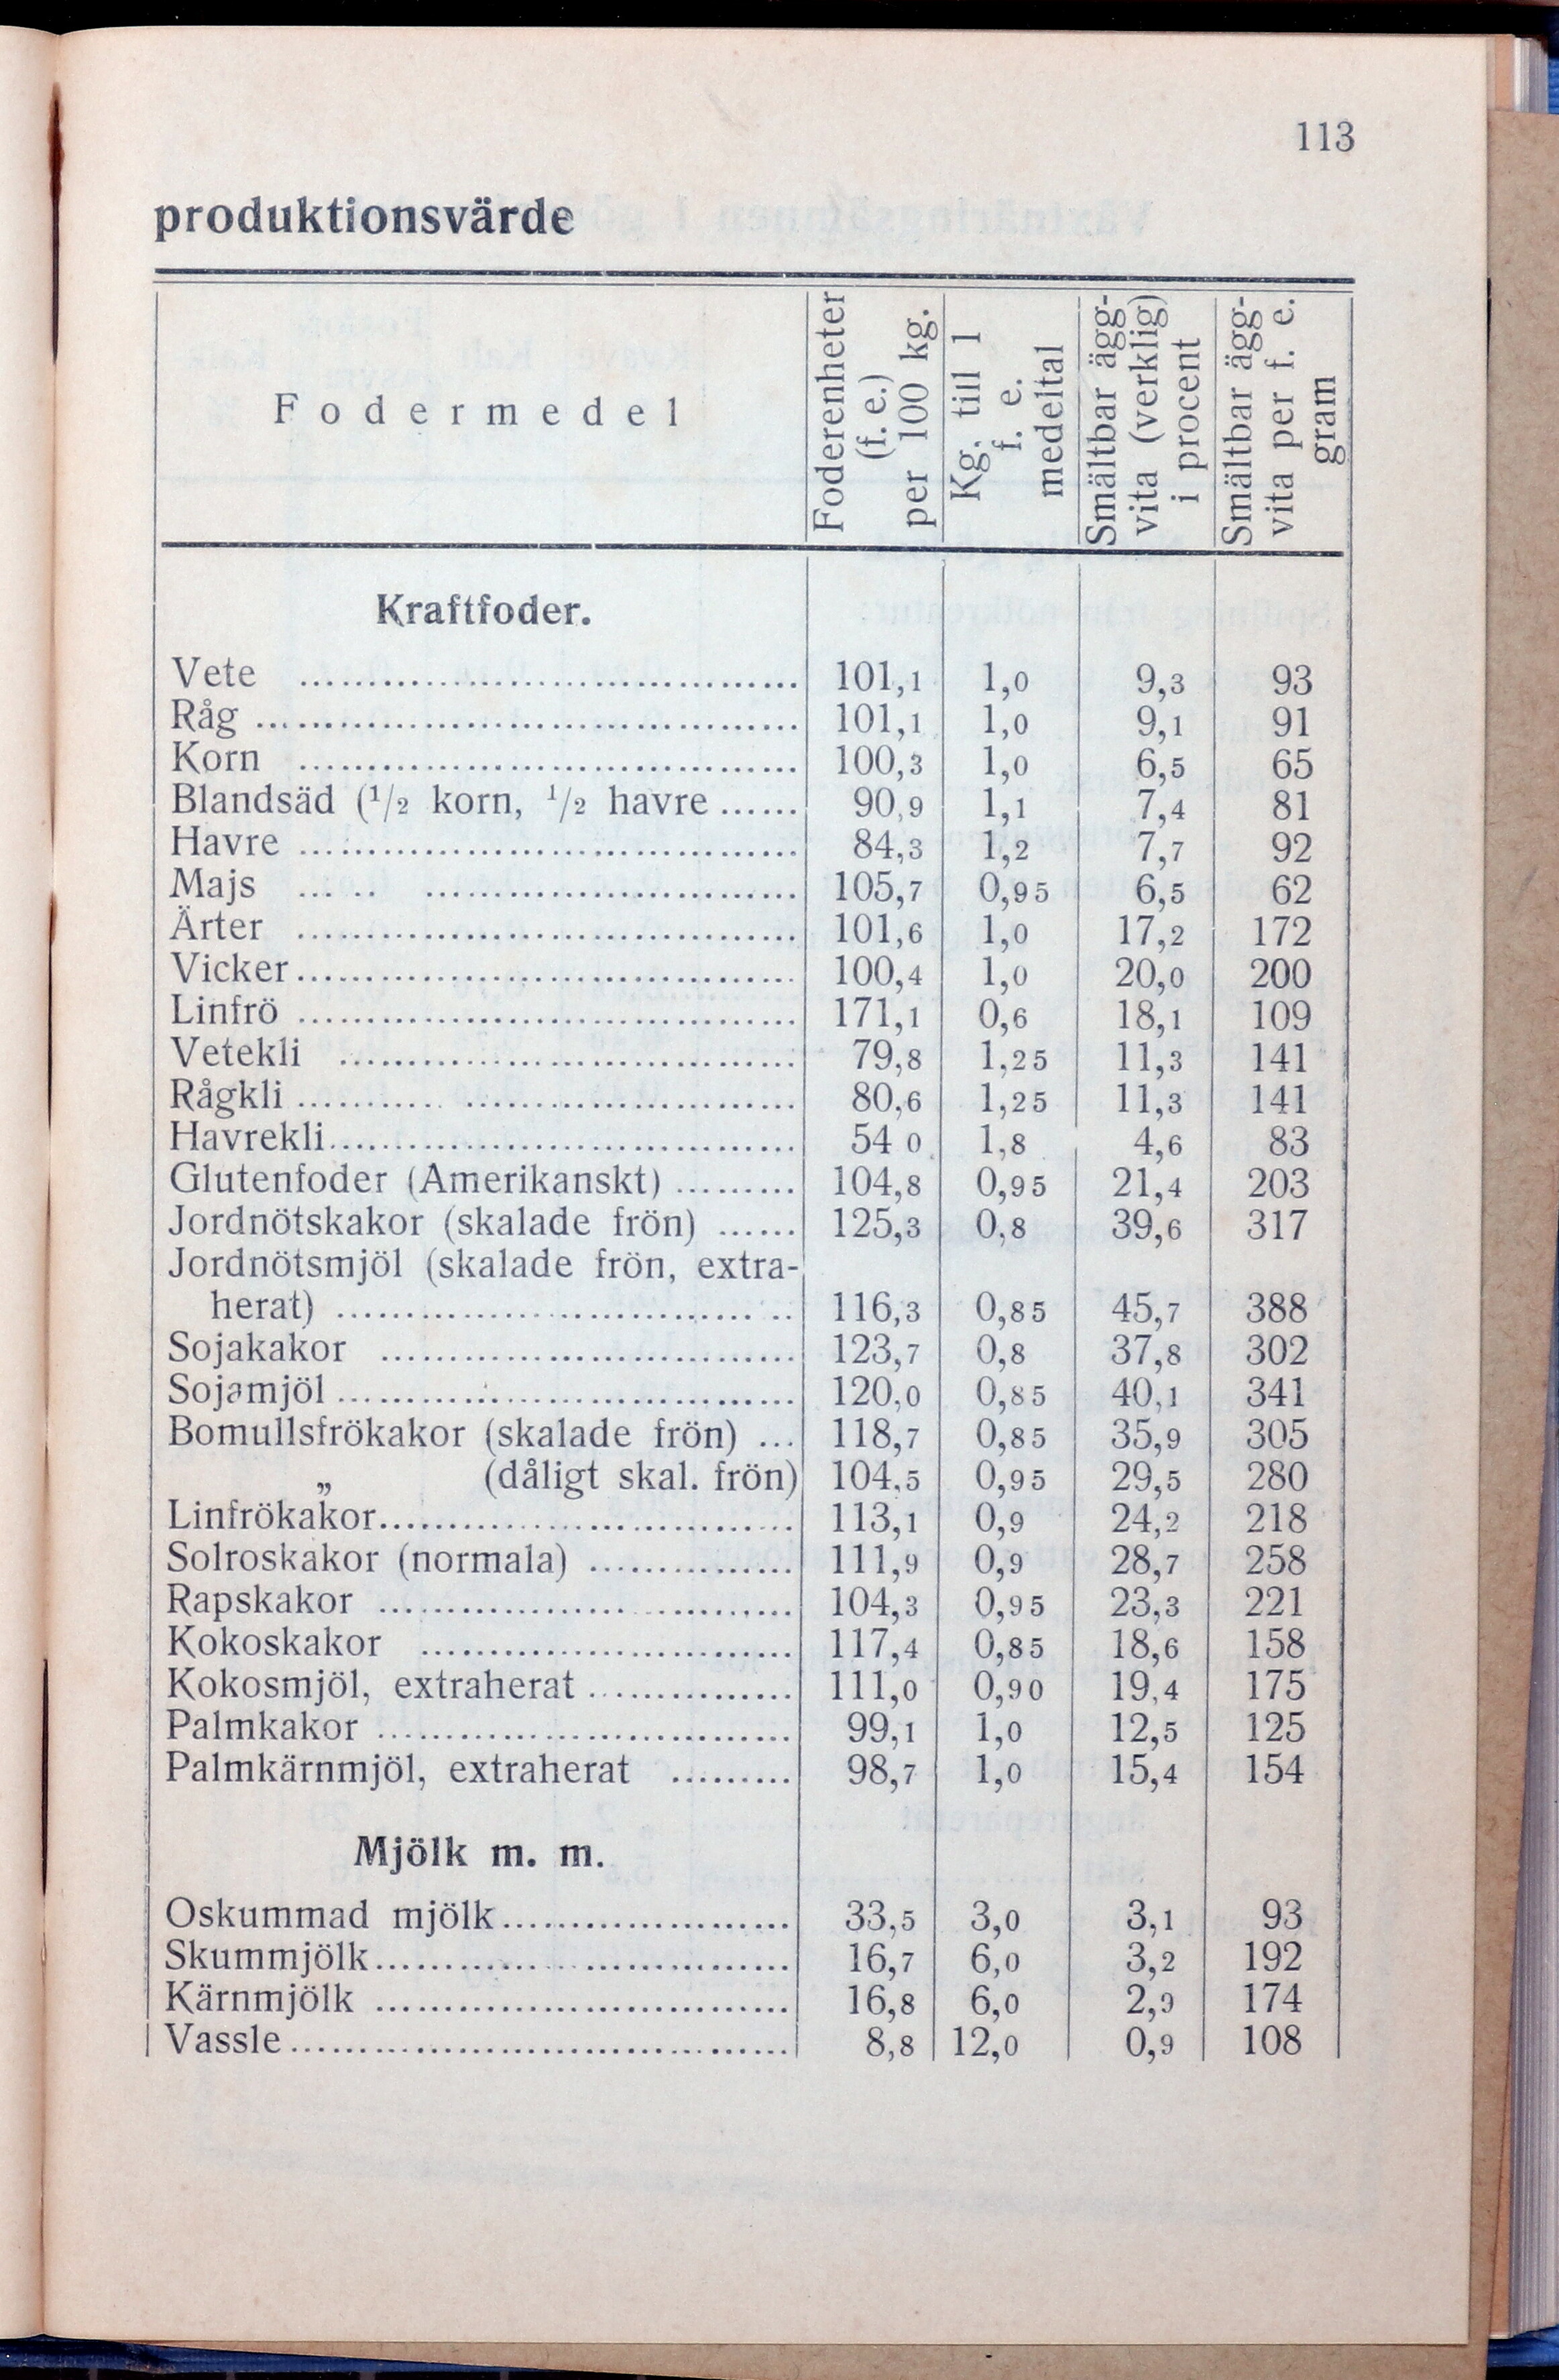 113
produktionsvärde
Fodermedel
Foderenheter
(f. e.)
per 100 kg.
Kg. till 1
f. e.
medeltal
Smältbar ägg-
vita (verklig)
i procent
Smältbar ägg-
vita per f. e.
gram
Kraftfoder.
Vete 101,1 1,0 9,3 93
Råg 101,1 1,0 9,1 91
Korn 100,3 1,0 6,5 65
Blandsäd (1/2 korn, 1/2 havre 90,9 1,1 7,4 81
Havre 84,3 1,2 7,7 92
Majs 105,7 0,95 6,5 62
Ärter 101,6 1,0 17,2 172
Vicker 100,4 1,0 20,0 200
Linfrö 171,1 0,6 18,1 109
Vetekli 79,8 1,25 11,3 141
Rågkli 80,6 1,25 11,3 141
Havrekli 54 0 1,8 4,6 83
Glutenfoder (Amerikanskt) 104,8 0,95 21,4 203
Jordnötskakor (skalade frön) 125,3 0,8 39,6 317
Jordnötsmjöl (skalade frön, extra-
herat) 116,3 0,85 45,7 388
Sojakakor 123,7 0,8 37,8 302
Sojamjöl 120,0 0,85 40,1 341
Bomullsfrökakor (skalade frön) 118,7 0,85 35,9 305
„ (dåligt skal. frön) 104,5 0,95 29,5 280
Linfrökakor 113,1 0,9 24,2 218
Solroskakor (normala) 111,9 0,9 28,7 258
Rapskakor 104,3 0,95 23,3 221
Kokoskakor 117,4 0,85 18,6 158
Kokosmjöl, extraherat 111,0 0,90 19,4 175
Palmkakor 99,1 1,0 12,5 125
Palmkärnmjöl, extraherat 98,7 1,0 15,4 154
Mjölk m. m.
Oskummad mjölk 33,5 3,0 3,1 93
Skummjölk 16,7 6,0 3,2 192
Kärnmjölk 16,8 6,0 2,9 174
Vassle 8,8 12,0 0,9 108